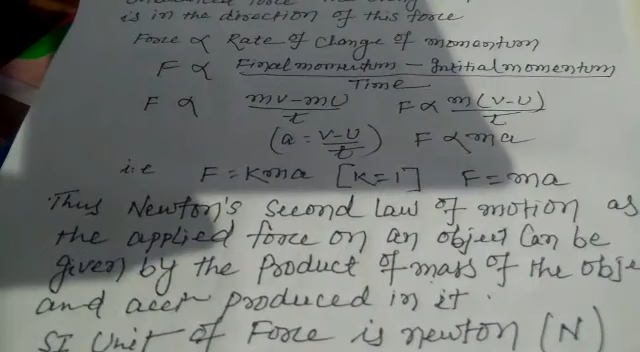 is in the direction of this force
Force ∝ Rate of Change of momentum
F ∝ Final momentum - Initial momentum / Time
F ∝ mv-mu / t F ∝ m(v-u) / t
(a = v-u / t) F ∝ ma
i.e F = Kma [K=1] F = ma
Thus Newton's Second Law of motion as
the applied force on an object Can be
given by the Product of mass of the obje
and accn produced in it.
SI Unit of Force is newton (N)